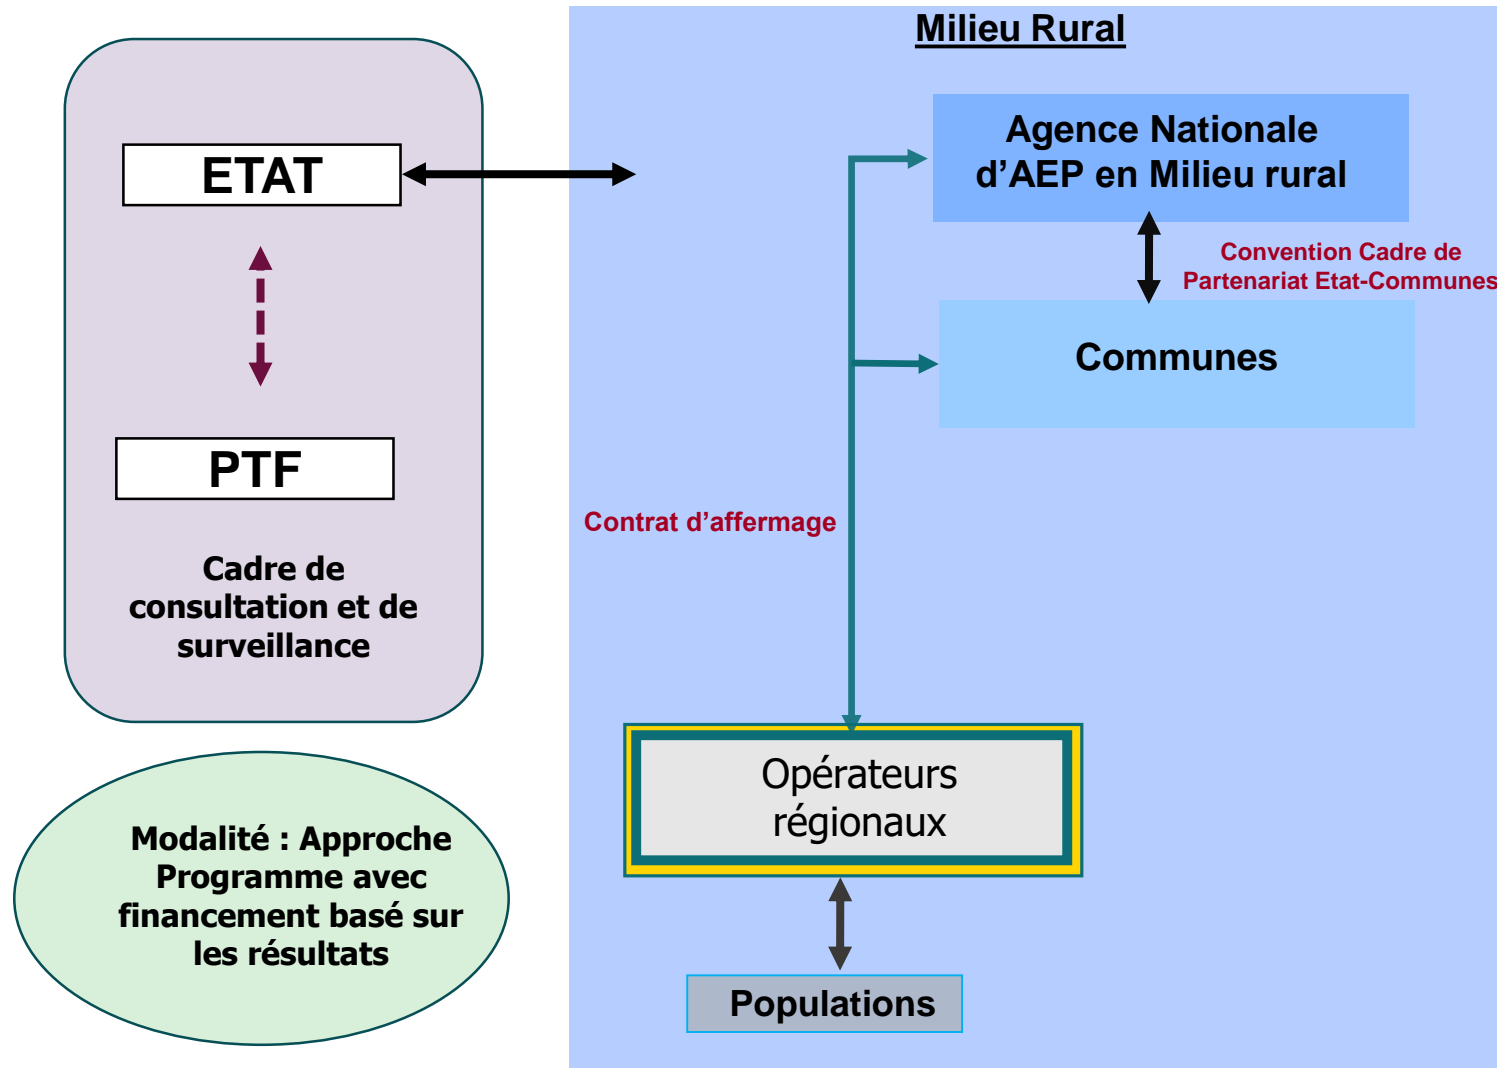 Milieu Rural
ETAT
PTF
Cadre de
consultation et de
surveillance
Modalité : Approche
Programme avec
financement basé sur
les résultats
Agence Nationale
d’AEP en Milieu rural
Convention Cadre de
Partenariat Etat-Communes
Communes
Contrat d’affermage
Opérateurs
régionaux
Populations